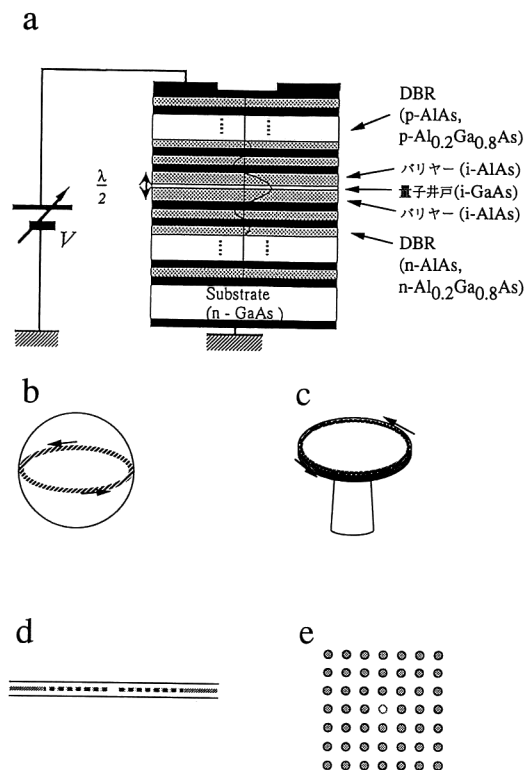 a
DBR
(p-AlAs,
p-Al0.2Ga0.8As)
λ
2
バリヤー (i-AlAs)
量子井戸(i-GaAs)
バリヤー (i-AlAs)
V
DBR
(n-AlAs,
n-Al0.2Ga0.8As)
Substrate
(n - GaAs )
b
c
d
e